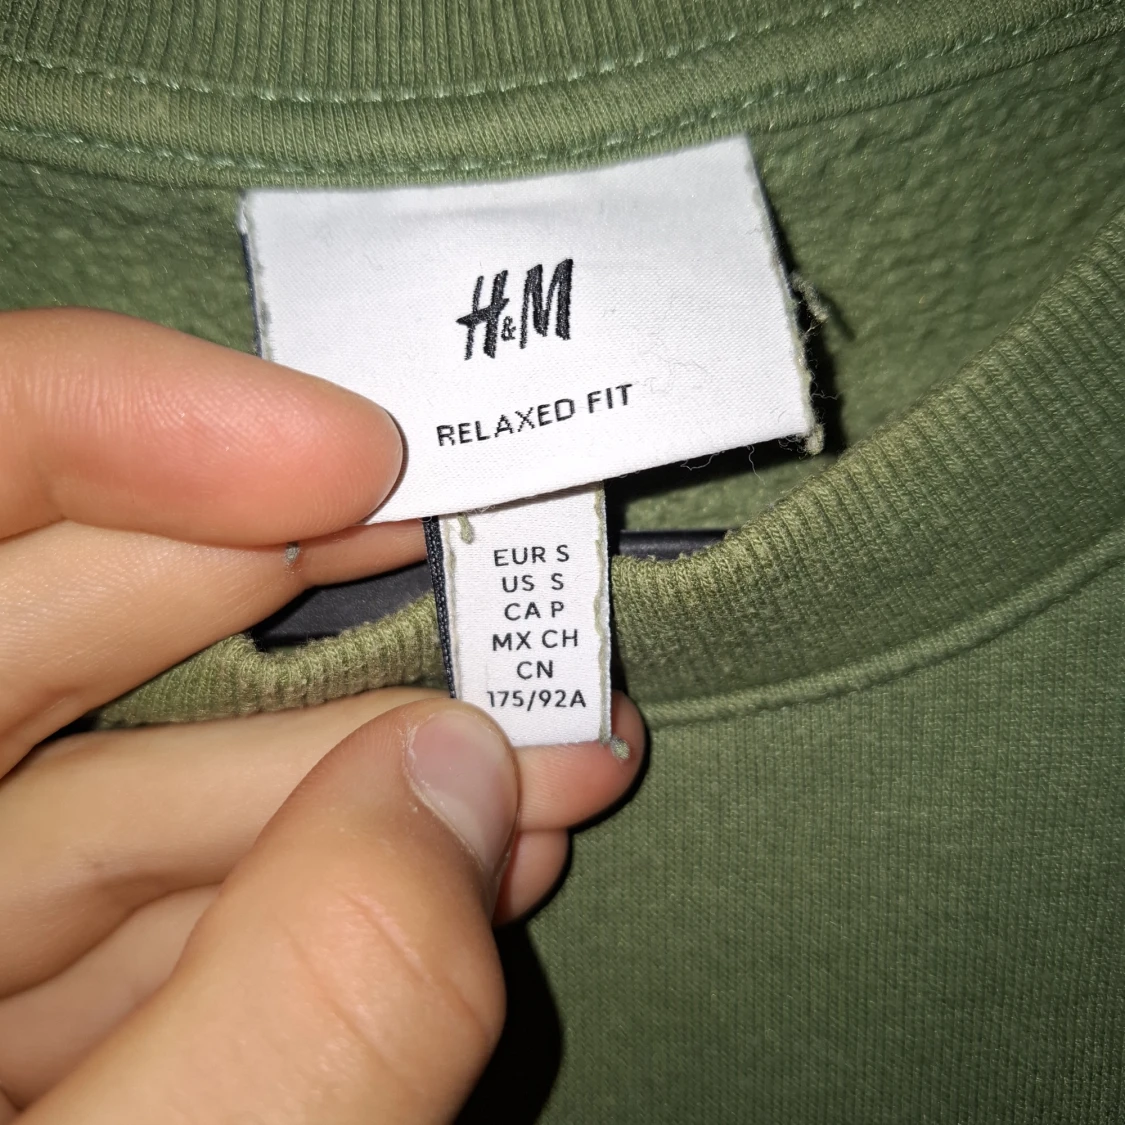 H&M
RELAXED FIT
EUR S
US S
CA P
MX CH
CN
175/92A